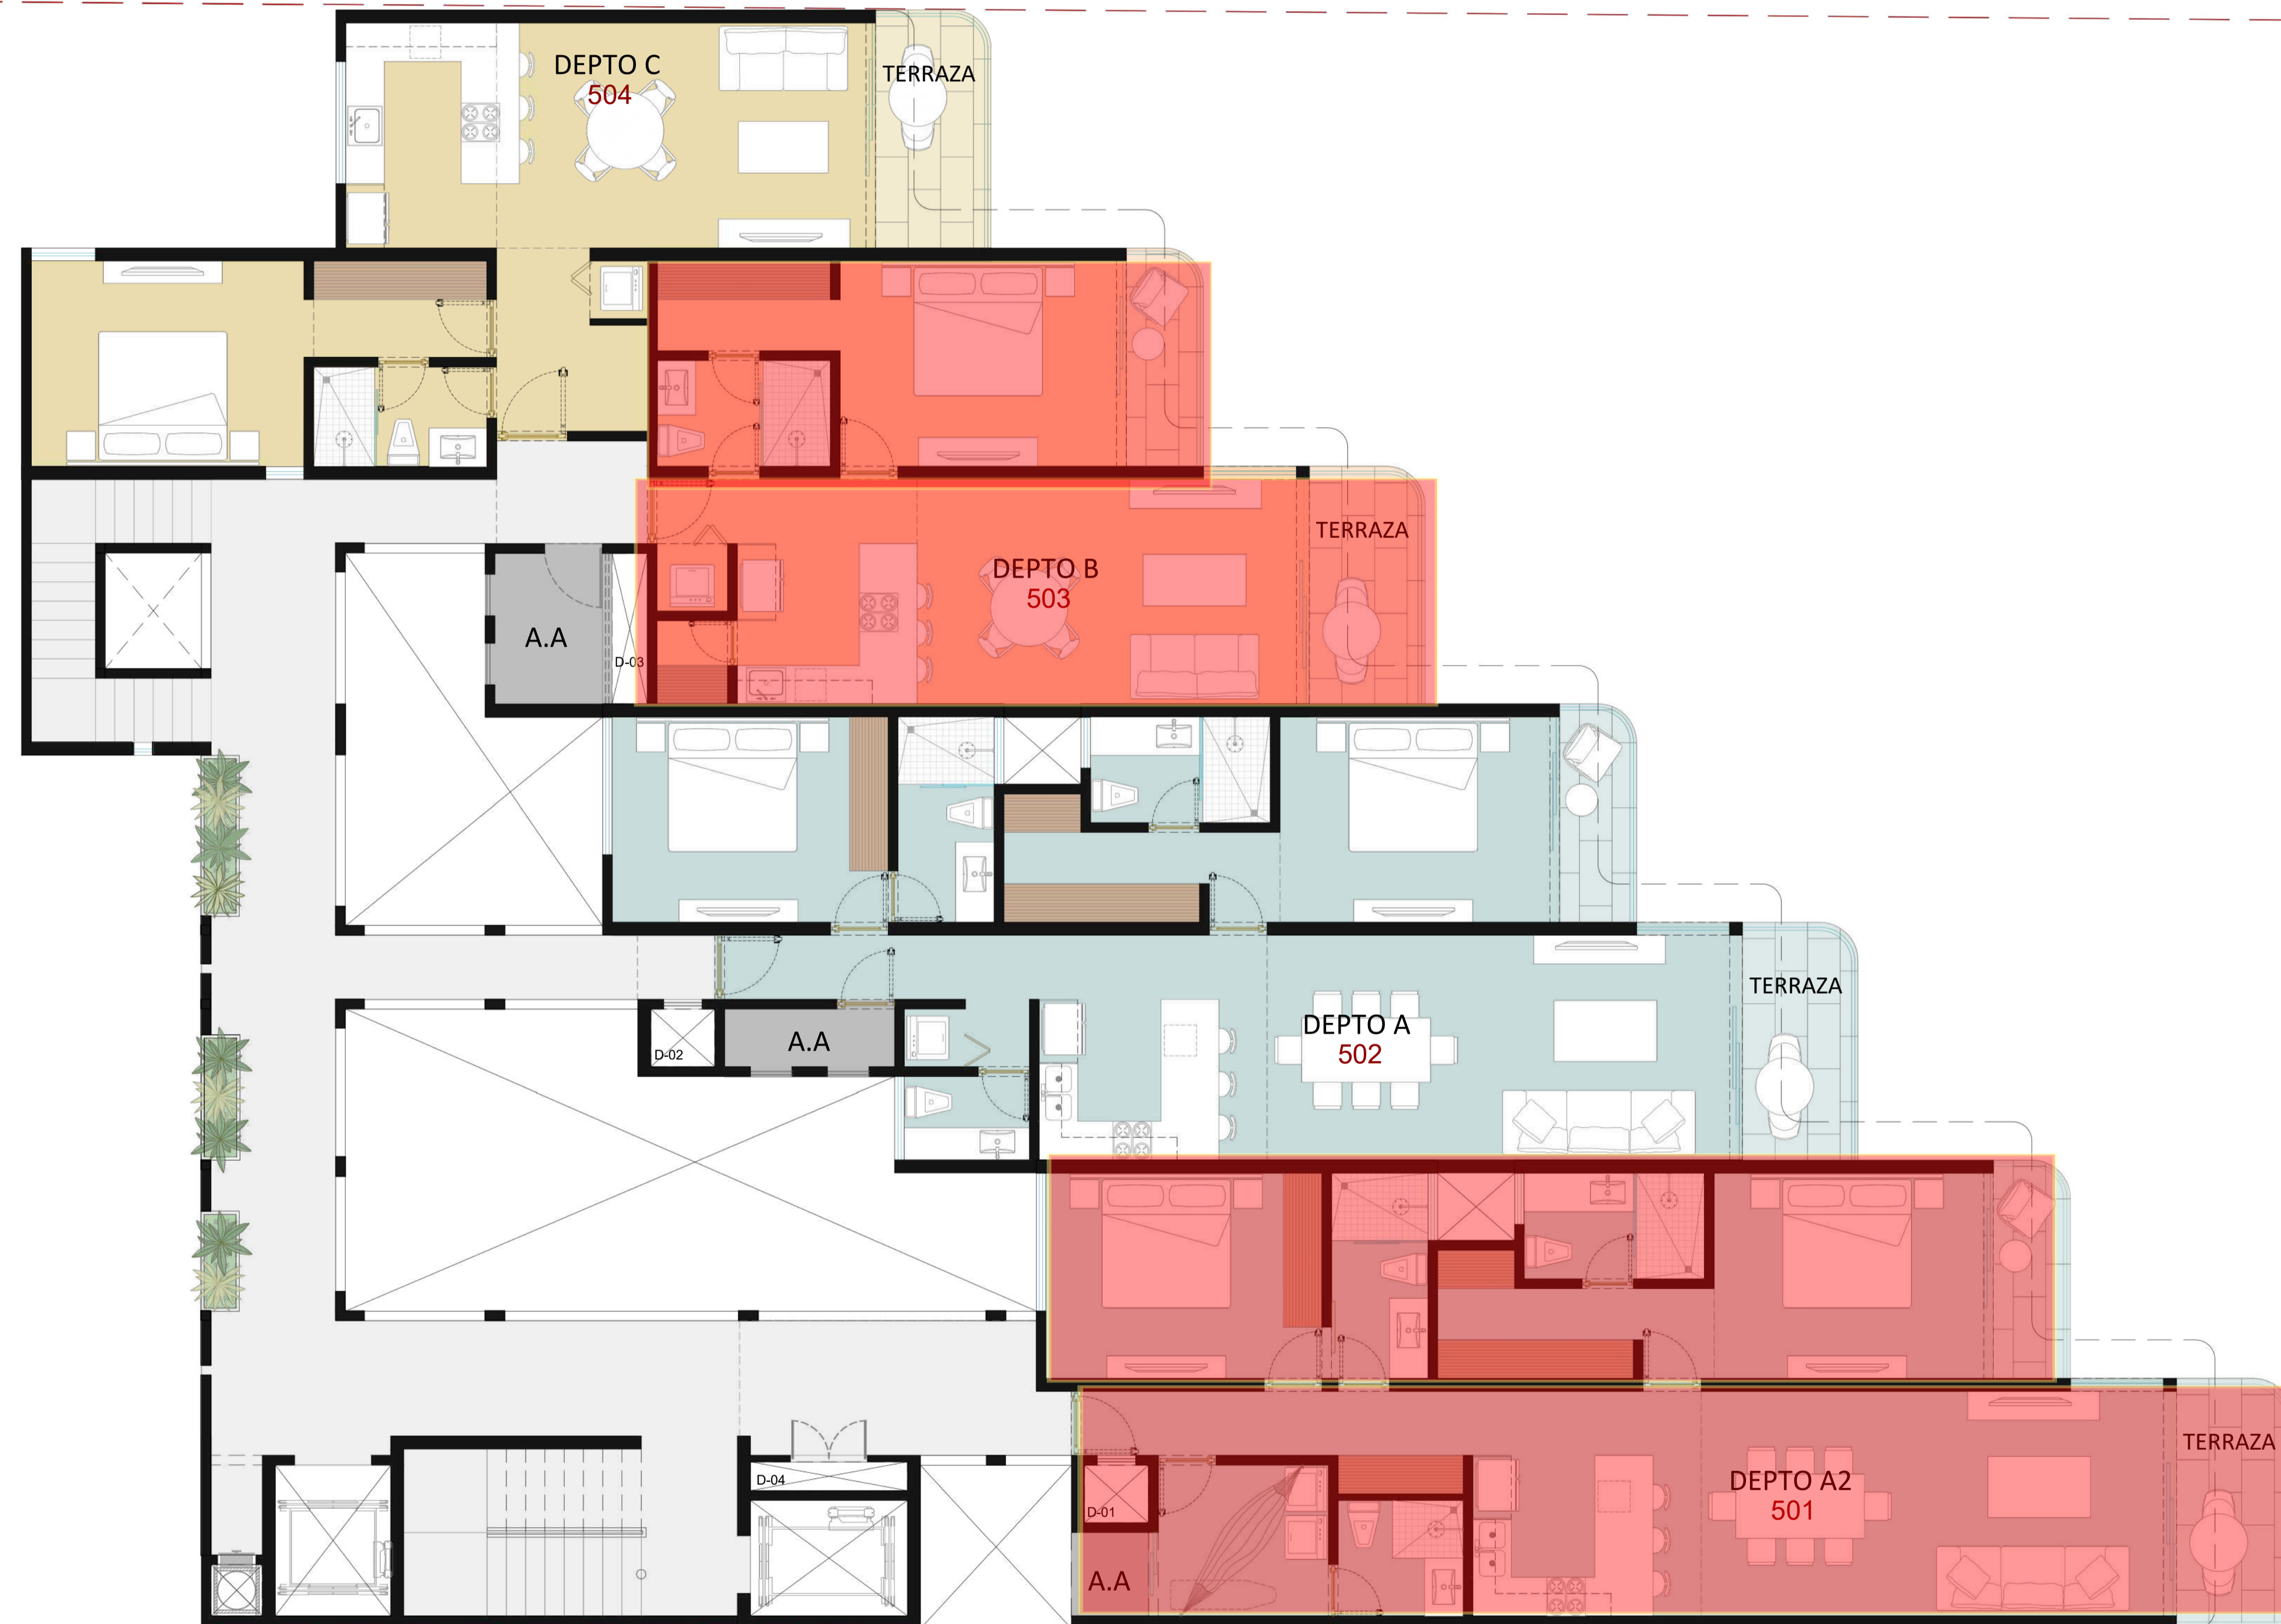 DEPTO C
504
TERRAZA
TERRAZA
DEPTO B
503
A.A
D-03
TERRAZA
DEPTO A
502
A.A
D-02
TERRAZA
DEPTO A2
501
D-04
D-01
A.A